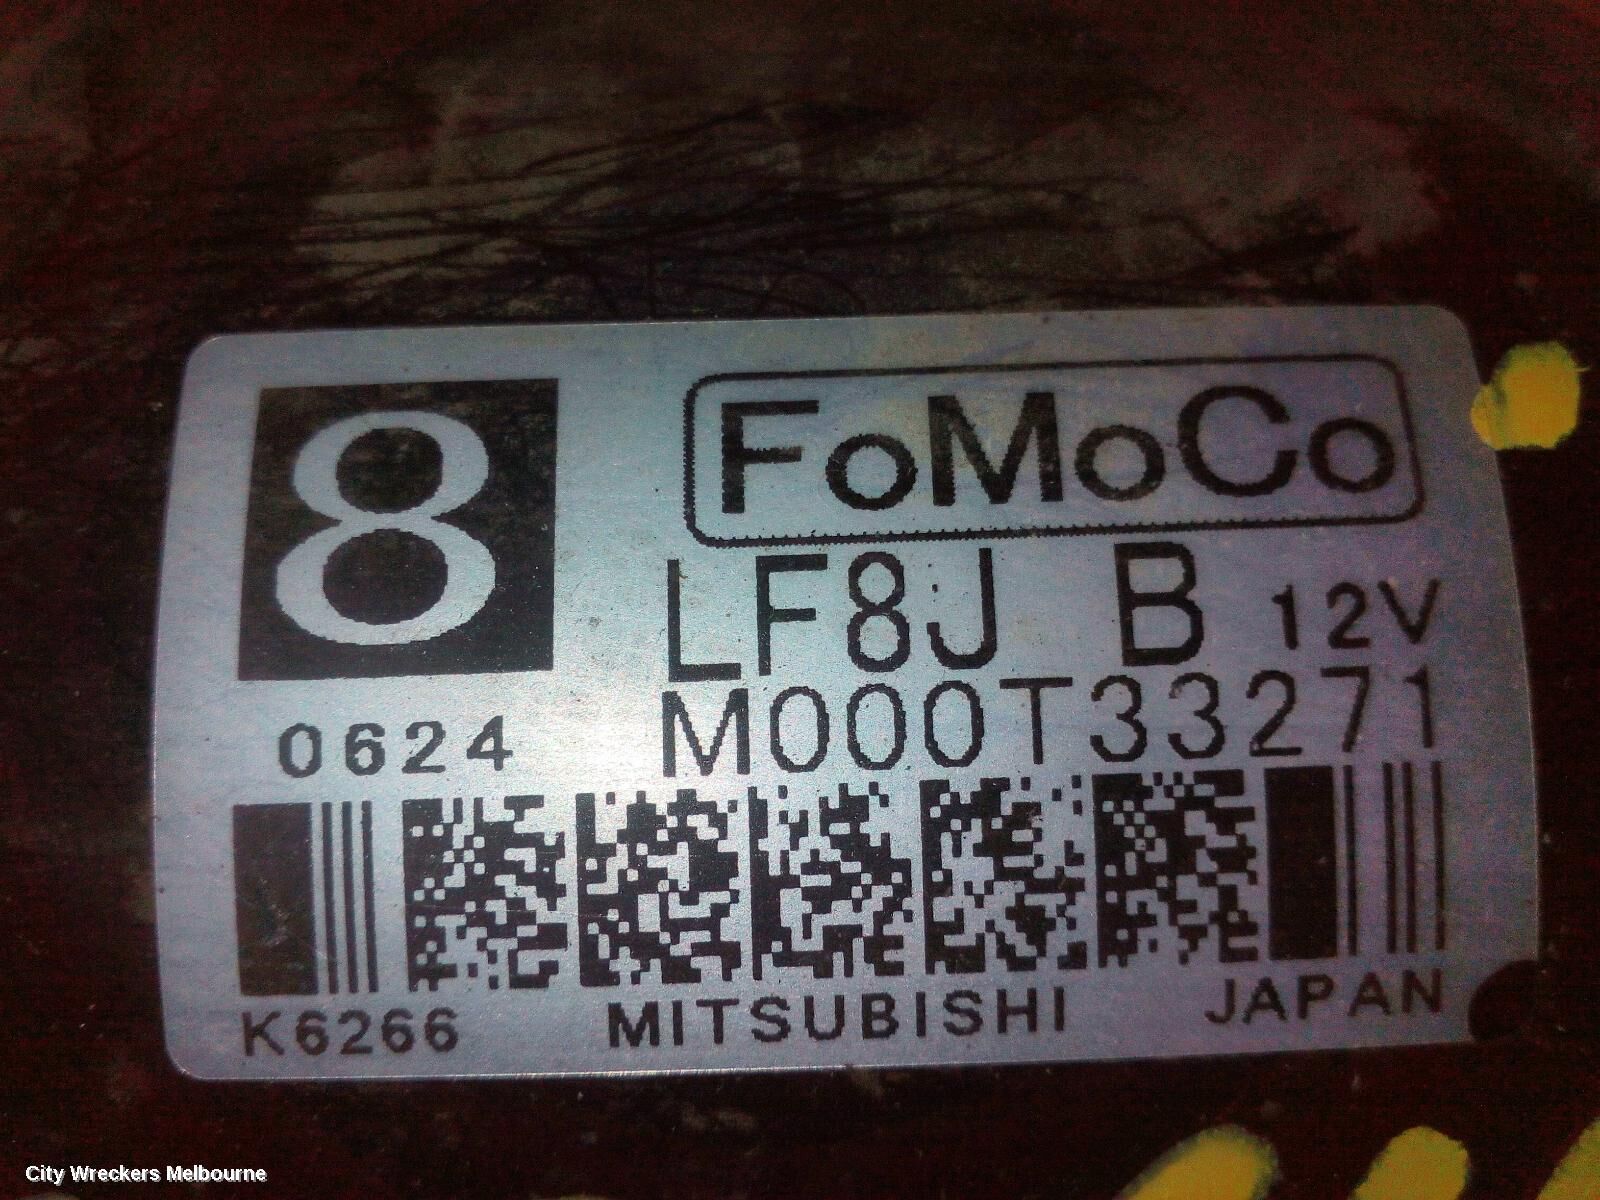 8
FoMoCo
LF8J B 12V
M000T33271
0624
K6266 MITSUBISHI JAPAN
City Wreckers Melbourne